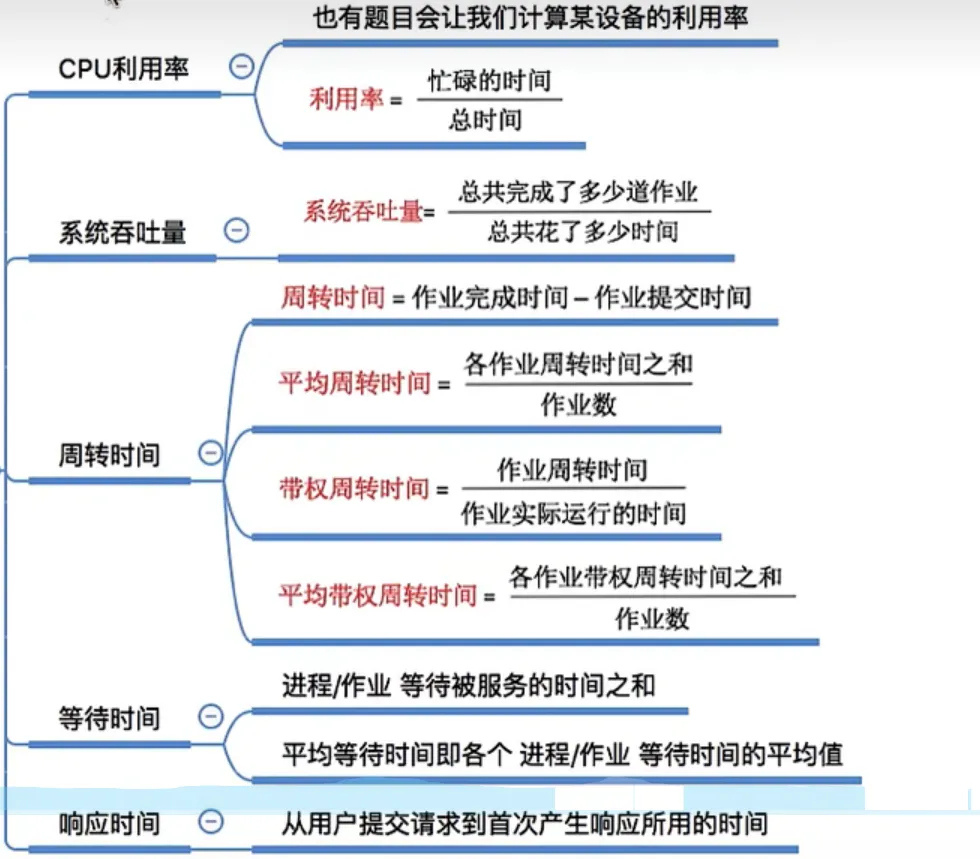 也有题目会让我们计算某设备的利用率
CPU利用率
利用率 = 忙碌的时间
总时间
系统吞吐量
系统吞吐量= 总共完成了多少道作业
总共花了多少时间
周转时间 = 作业完成时间 – 作业提交时间
平均周转时间 = 各作业周转时间之和
作业数
周转时间
带权周转时间 = 作业周转时间
作业实际运行的时间
平均带权周转时间 = 各作业带权周转时间之和
作业数
进程/作业 等待被服务的时间之和
等待时间
平均等待时间即各个 进程/作业 等待时间的平均值
响应时间
从用户提交请求到首次产生响应所用的时间